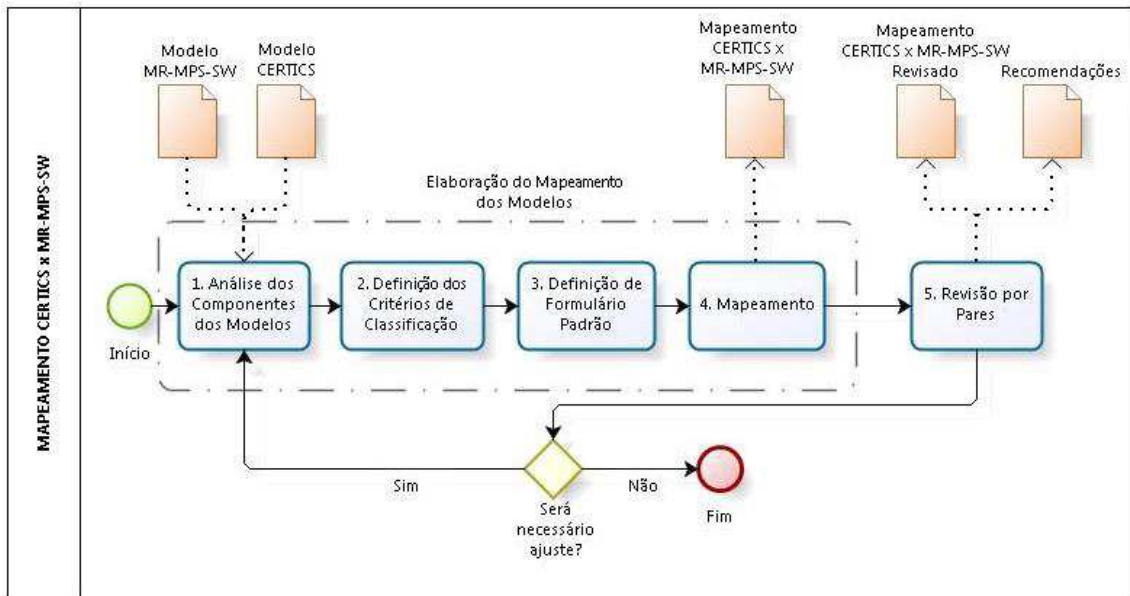 MAPEAMENTO CERTICS x MR-MPS-SW
Modelo
MR-MPS-SW
Modelo
CERTICS
Mapeamento
CERTICS x
MR-MPS-SW
Mapeamento
CERTICS x MR-MPS-SW
Revisado
Recomendações
Elaboração do Mapeamento
dos Modelos
Início
1. Análise dos
Componentes
dos Modelos
2. Definição dos
Critérios de
Classificação
3. Definição de
Formulário
Padrão
4. Mapeamento
5. Revisão por
Pares
Sim
Será
necessário
ajuste?
Não
Fim